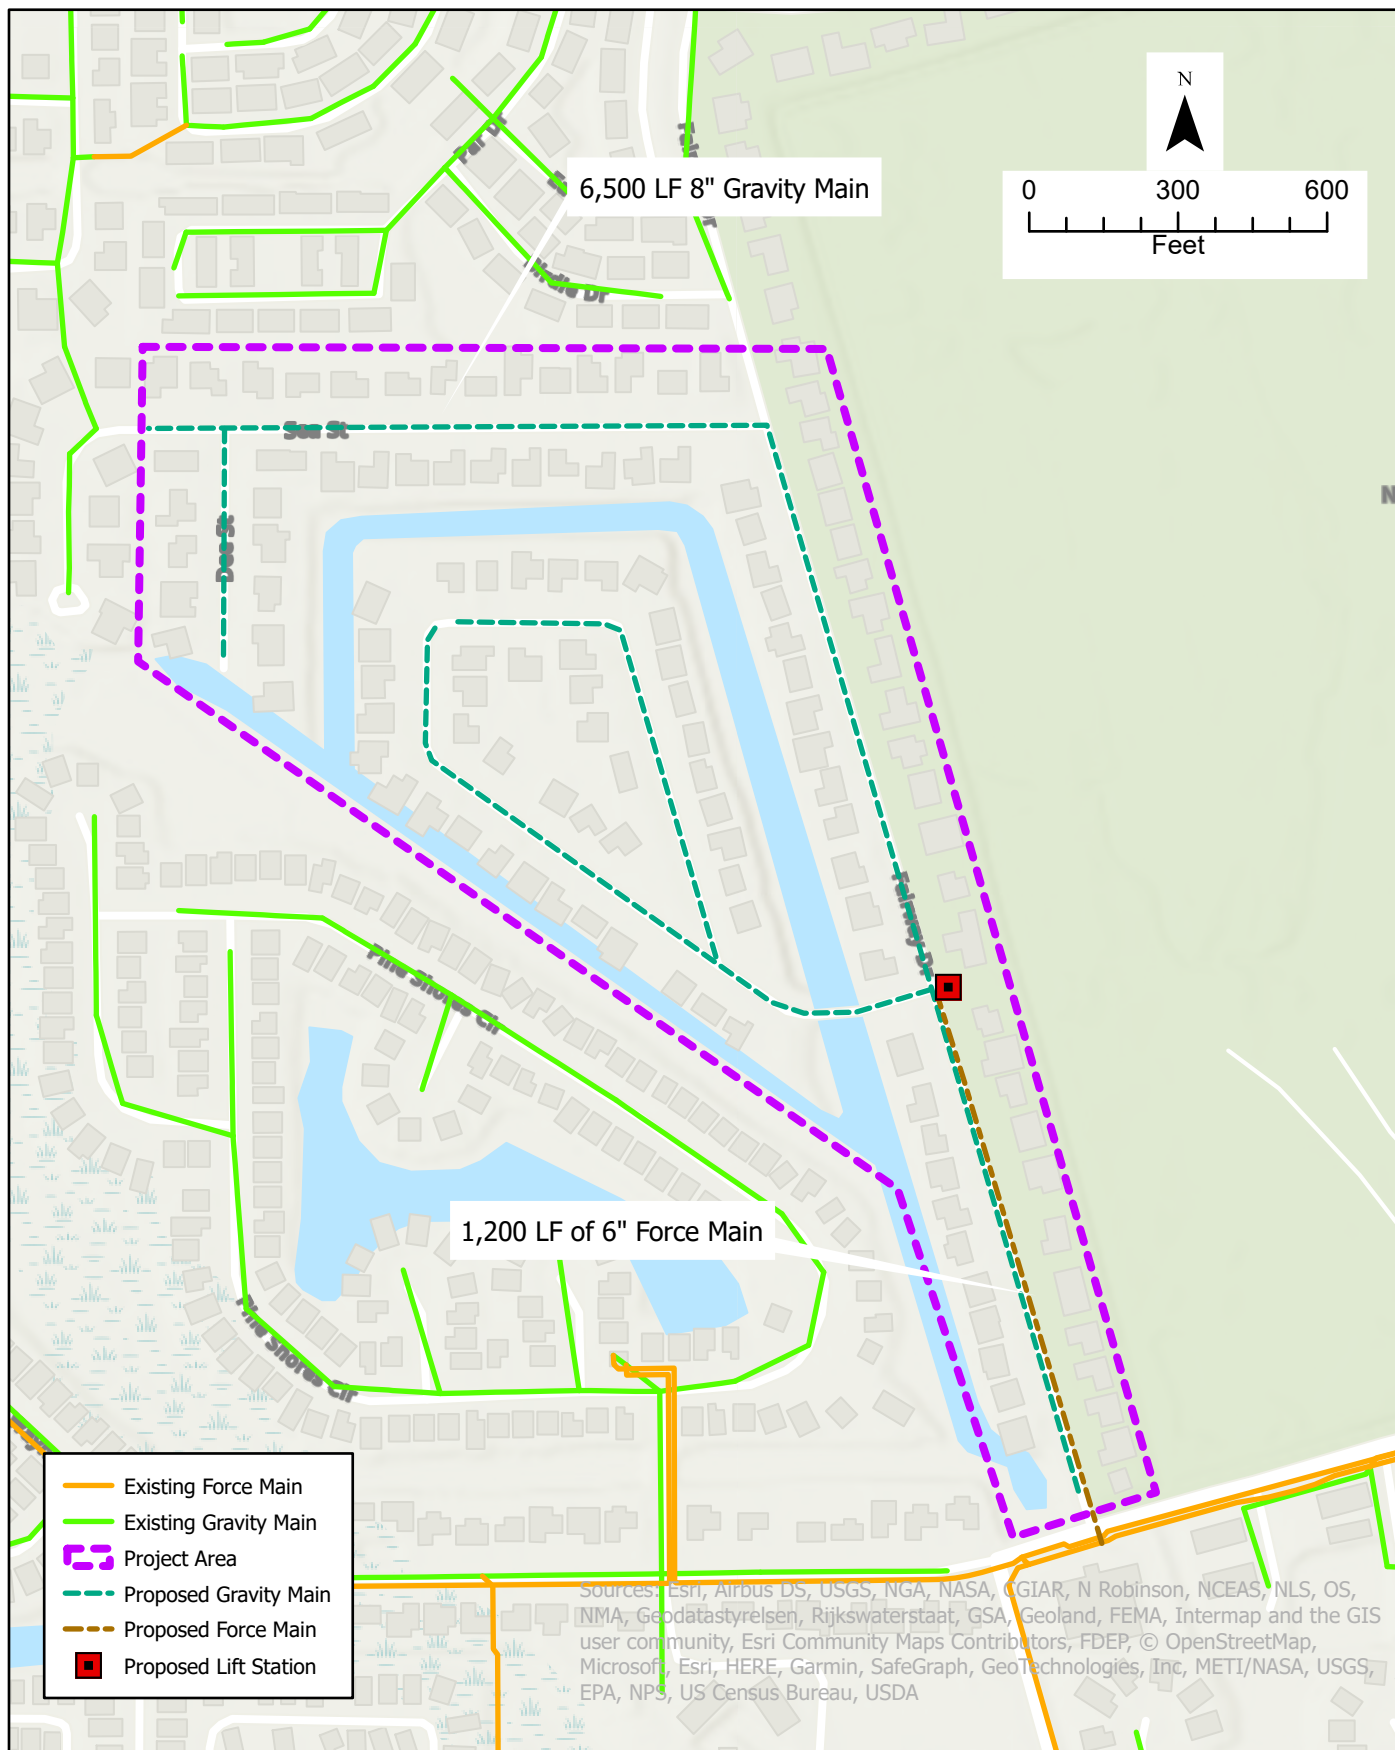 N
0 300 600
Feet
Par Dr
6,500 LF 8" Gravity Main
Birdie Dr
N
Pine Shores Cir
1,200 LF of 6" Force Main
Pine Shores Cir
Existing Force Main
Existing Gravity Main
Project Area
Proposed Gravity Main
Proposed Force Main
Proposed Lift Station
Sources: Esri, Airbus DS, USGS, NGA, NASA, CGIAR, N Robinson, NCEAS, NLS, OS,
NMA, Geodatastyrelsen, Rijkswaterstaat, GSA, Geoland, FEMA, Intermap and the GIS
user community, Esri Community Maps Contributors, FDEP, © OpenStreetMap,
Microsoft, Esri, HERE, Garmin, SafeGraph, GeoTechnologies, Inc, METI/NASA, USGS,
EPA, NPS, US Census Bureau, USDA